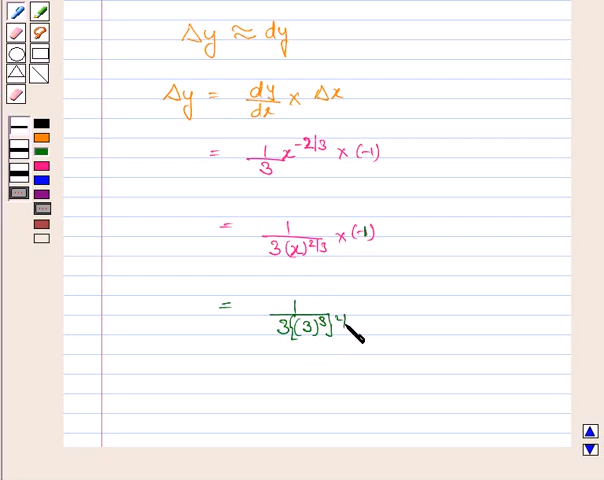 Δy ≈ dy
Δy = dy/dx × Δx
= 1/3 x^-2/3 × (-1)
= 1/3(x)^2/3 × (-1)
= 1/3[(3)^3]^2/